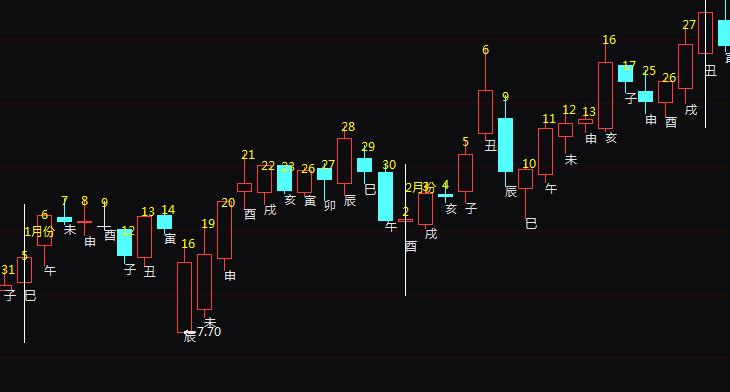 31
子
5
巳
1月份
6
午
7
未
8
申
9
酉
12
子
13
丑
14
寅
16
辰
7.70
19
未
20
申
21
酉
22
戌
23
亥
26
寅
27
卯
28
辰
29
巳
30
午
2
酉
2月份
3
戌
4
亥
5
子
6
丑
9
辰
10
巳
11
午
12
未
13
申
16
亥
17
子
25
申
26
酉
27
戌
丑
寅